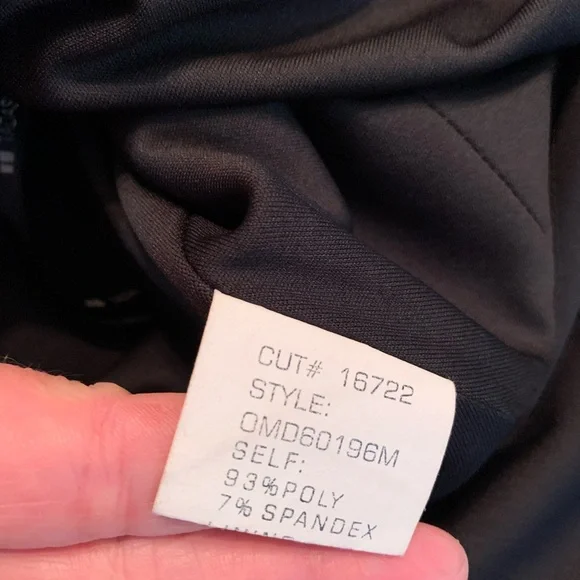 CUT# 16722
STYLE:
OMD60196M
SELF:
93%POLY
7% SPANDEX